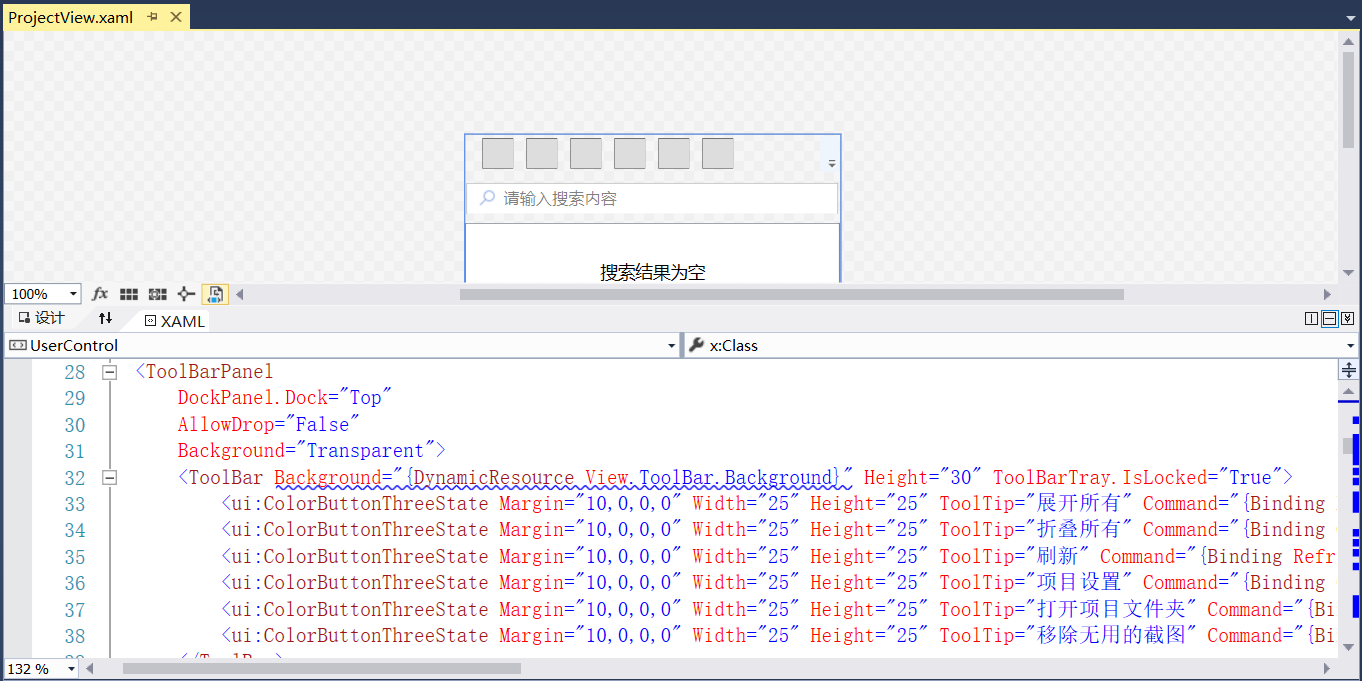 ProjectView.xaml
请输入搜索内容
搜索结果为空
100%
fx
设计
XAML
UserControl
x:Class
28 <ToolBarPanel
29 DockPanel.Dock="Top"
30 AllowDrop="False"
31 Background="Transparent">
32 <ToolBar Background="{DynamicResource View.ToolBar.Background}" Height="30" ToolBarTray.IsLocked="True">
33 <ui:ColorButtonThreeState Margin="10,0,0,0" Width="25" Height="25" ToolTip="展开所有" Command="{Binding
34 <ui:ColorButtonThreeState Margin="10,0,0,0" Width="25" Height="25" ToolTip="折叠所有" Command="{Binding
35 <ui:ColorButtonThreeState Margin="10,0,0,0" Width="25" Height="25" ToolTip="刷新" Command="{Binding Refr
36 <ui:ColorButtonThreeState Margin="10,0,0,0" Width="25" Height="25" ToolTip="项目设置" Command="{Binding
37 <ui:ColorButtonThreeState Margin="10,0,0,0" Width="25" Height="25" ToolTip="打开项目文件夹" Command="{Bi
38 <ui:ColorButtonThreeState Margin="10,0,0,0" Width="25" Height="25" ToolTip="移除无用的截图" Command="{Bi
132 %